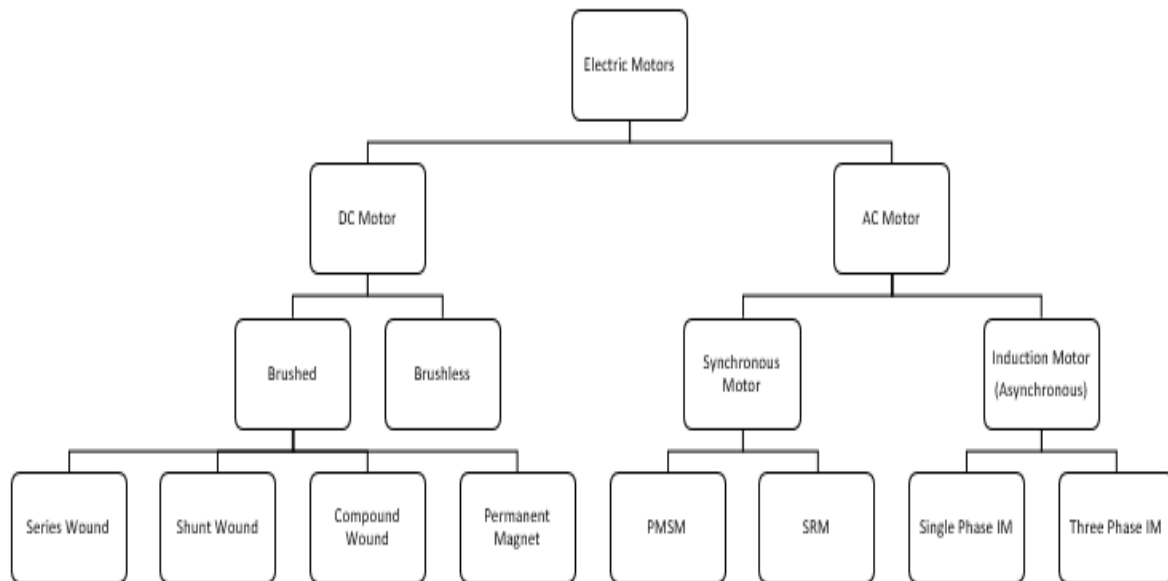 Electric Motors
DC Motor
AC Motor
Brushed
Brushless
Synchronous
Motor
Induction Motor
(Asynchronous)
Series Wound
Shunt Wound
Compound
Wound
Permanent
Magnet
PMSM
SRM
Single Phase IM
Three Phase IM